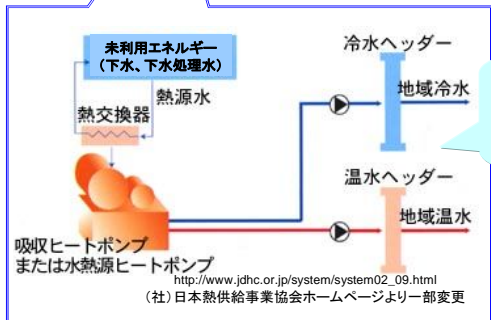 未利用エネルギー
（下水、下水処理水）
熱源水
熱交換器
冷水ヘッダー
地域冷水
温水ヘッダー
地域温水
吸収ヒートポンプ
または水熱源ヒートポンプ
http://www.jdhc.or.jp/system/system02_09.html
（社）日本熱供給事業協会ホームページより一部変更